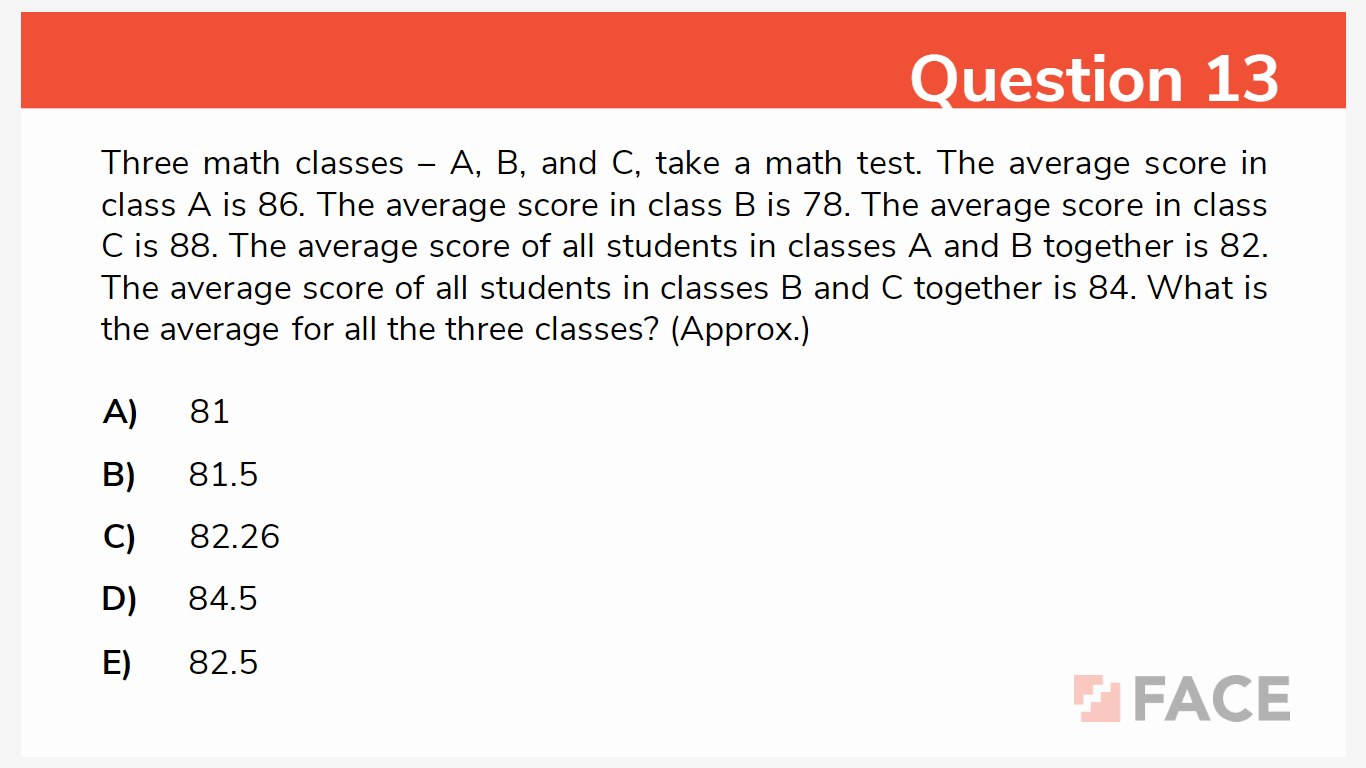 Question 13
Three math classes – A, B, and C, take a math test. The average score in
class A is 86. The average score in class B is 78. The average score in class
C is 88. The average score of all students in classes A and B together is 82.
The average score of all students in classes B and C together is 84. What is
the average for all the three classes? (Approx.)
A) 81
B) 81.5
C) 82.26
D) 84.5
E) 82.5
FACE